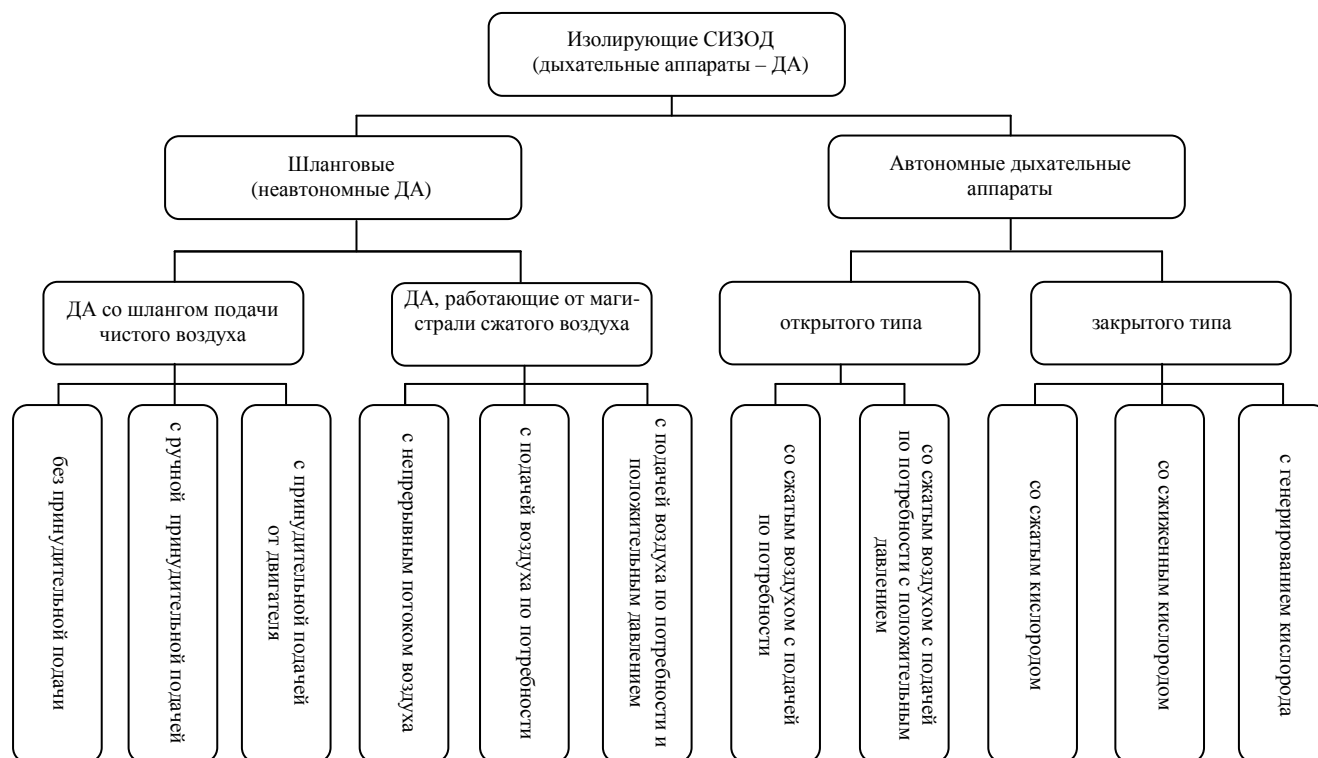 Изолирующие СИЗОД
(дыхательные аппараты – ДА)
Шланговые
(неавтономные ДА)
Автономные дыхательные
аппараты
ДА со шлангом подачи
чистого воздуха
ДА, работающие от маги-
страли сжатого воздуха
открытого типа
закрытого типа
без принудительной подачи
с ручной принудительной подачей
с принудительной подачей
от двигателя
с непрерывным потоком воздуха
с подачей воздуха по потребности
с подачей воздуха по потребности и
положительным давлением
со сжатым воздухом с подачей
по потребности
со сжатым воздухом с подачей
по потребности с положительным
давлением
со сжатым кислородом
со сжиженным кислородом
с генерированием кислорода